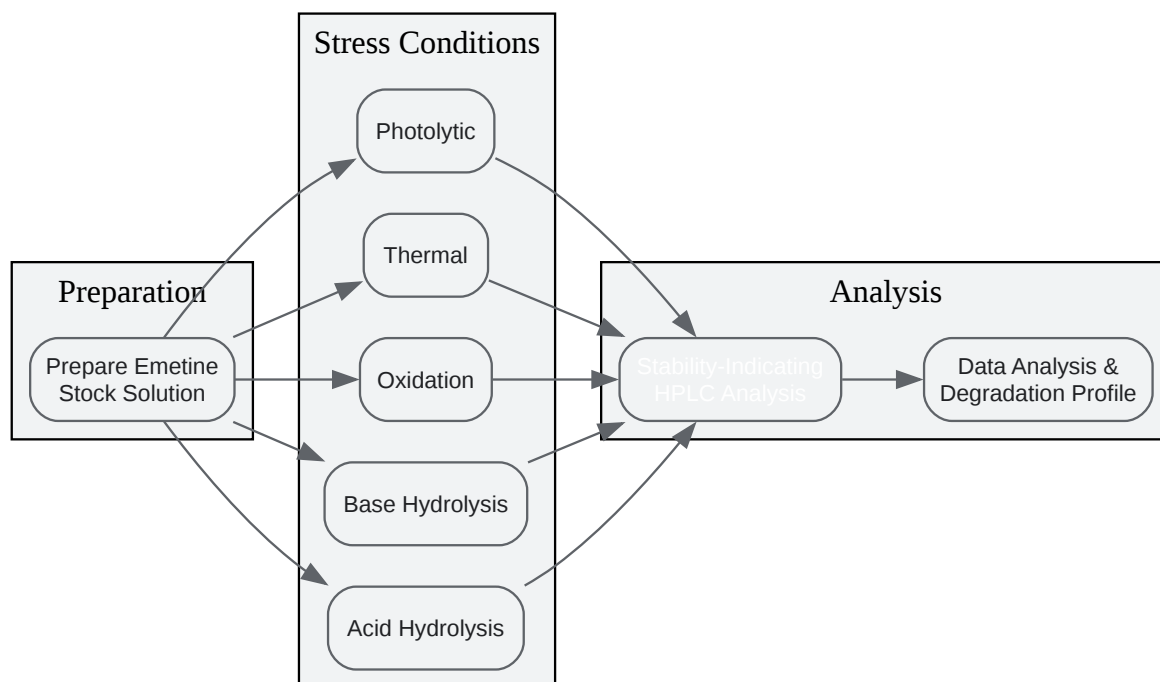 Stress Conditions
Photolytic
Thermal
Preparation
Analysis
Prepare Emetine
Stock Solution
Oxidation
Stability-Indicating
HPLC Analysis
Data Analysis &
Degradation Profile
Base Hydrolysis
Acid Hydrolysis